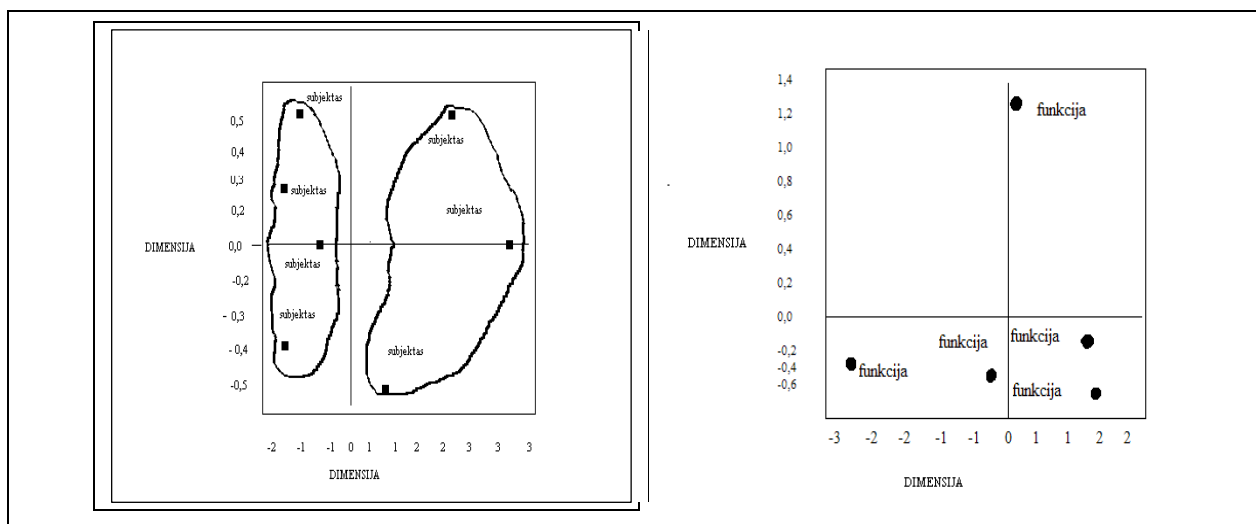 subjektas
0,5
subjektas
0,4
0,3
subjektas
0,2
subjektas
DIMENSIJA
0,0
subjektas
-0,2
- 0,3
subjektas
- 0,4
subjektas
-0,5
-2 -1 -1 0 1 1 2 2 3 3
DIMENSIJA
1,4
1,2
funkcija
1,0
0,8
0,6
DIMENSIJA
0,4
0,2
0,0
funkcija
funkcija
-0,2
-0,4
funkcija
-0,6
funkcija
-3 -2 -2 -1 -1 0 1 1 2 2
DIMENSIJA